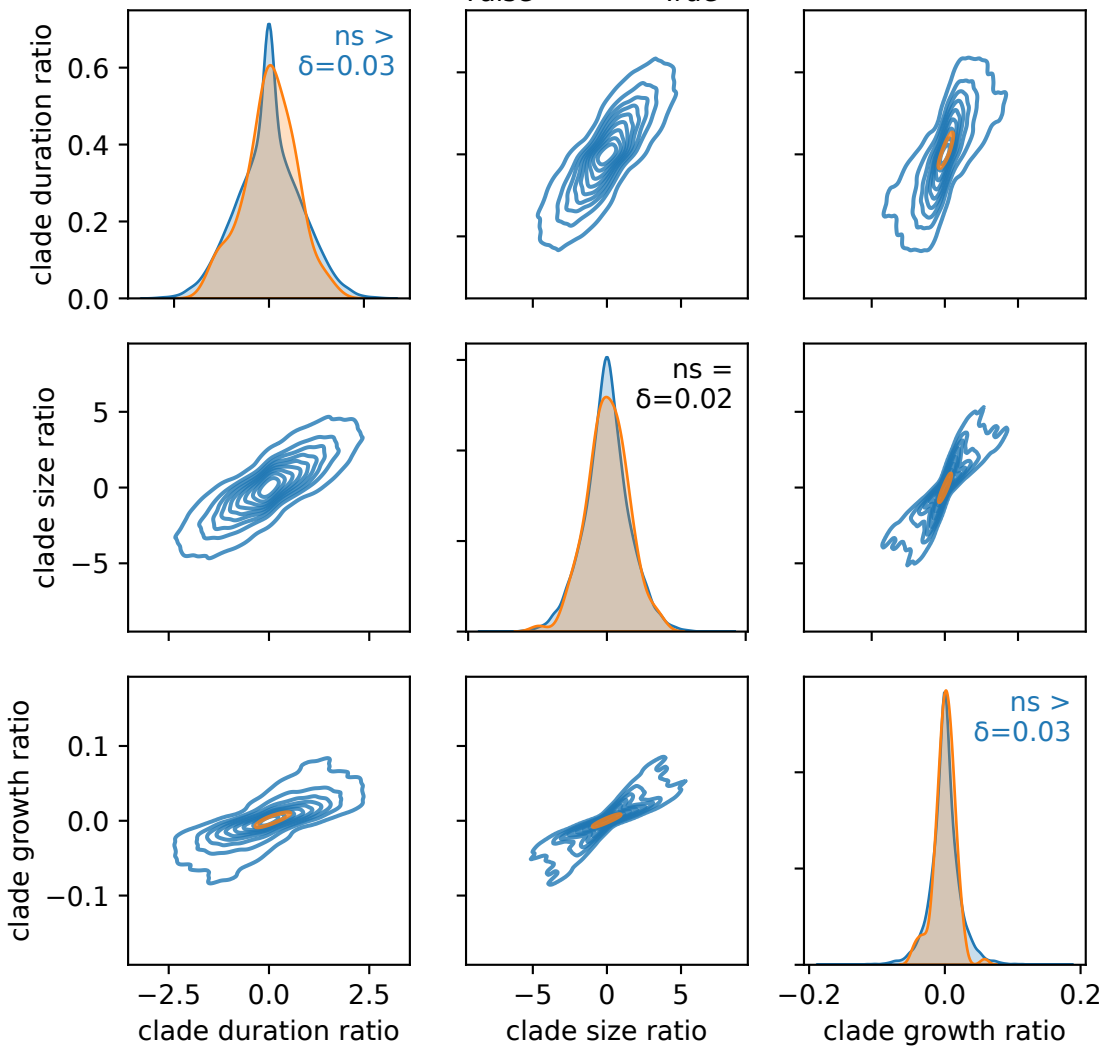 clade duration ratio
0.6
0.4
0.2
0.0
ns >
δ=0.03
clade size ratio
5
0
−5
ns =
δ=0.02
clade growth ratio
0.1
0.0
−0.1
ns >
δ=0.03
−2.5 0.0 2.5
clade duration ratio
−5 0 5
clade size ratio
−0.2 0.0 0.2
clade growth ratio